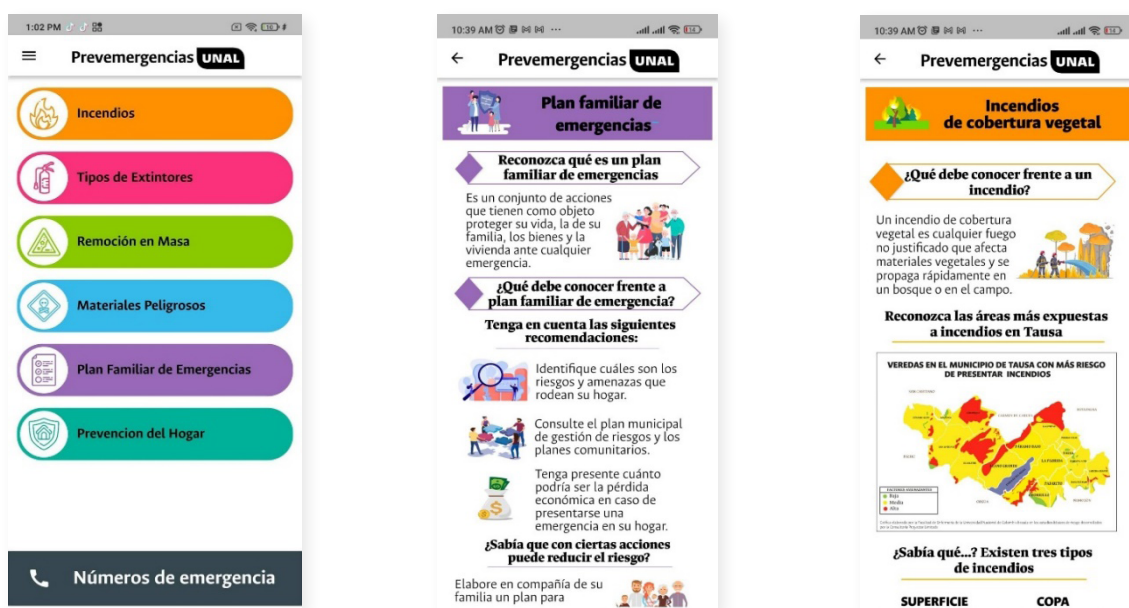 1:02 PM
Prevemergencias UNAL
Incendios
Tipos de Extintores
Remoción en Masa
Materiales Peligrosos
Plan Familiar de Emergencias
Prevencion del Hogar
Números de emergencia
10:39 AM
Prevemergencias UNAL
Plan familiar de
emergencias
Reconozca qué es un plan
familiar de emergencias
Es un conjunto de acciones
que tienen como objeto
proteger su vida, la de su
familia, los bienes y la
vivienda ante cualquier
emergencia.
¿Qué debe conocer frente a
plan familiar de emergencia?
Tenga en cuenta las siguientes
recomendaciones:
Identifique cuáles son los
riesgos y amenazas que
rodean su hogar.
Consulte el plan municipal
de gestión de riesgos y los
planes comunitarios.
Tenga presente cuánto
podría ser la pérdida
económica en caso de
presentarse una
emergencia en su hogar.
¿Sabía que con ciertas acciones
puede reducir el riesgo?
Elabore en compañía de su
familia un plan para
10:39 AM
Prevemergencias UNAL
Incendios
de cobertura vegetal
¿Qué debe conocer frente a un
incendio?
Un incendio de cobertura
vegetal es cualquier fuego
no justificado que afecta
materiales vegetales y se
propaga rápidamente en
un bosque o en el campo.
Reconozca las áreas más expuestas
a incendios en Tausa
VEREDAS EN EL MUNICIPIO DE TAUSA CON MÁS RIESGO
DE PRESENTAR INCENDIOS
Baja
Media
Alta
¿Sabía qué...? Existen tres tipos
de incendios
SUPERFICIE COPA